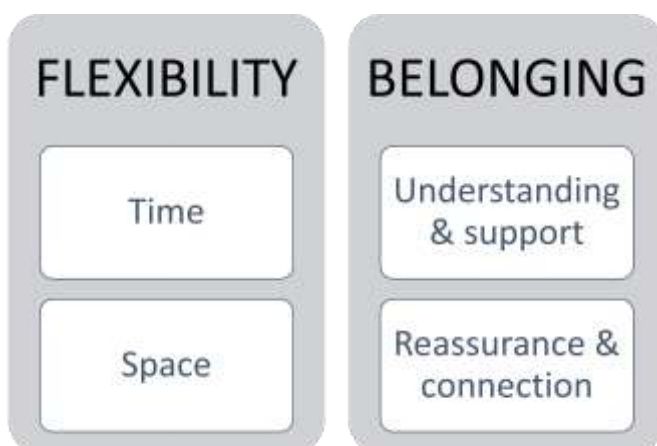 FLEXIBILITY
Time
Space
BELONGING
Understanding
& support
Reassurance &
connection